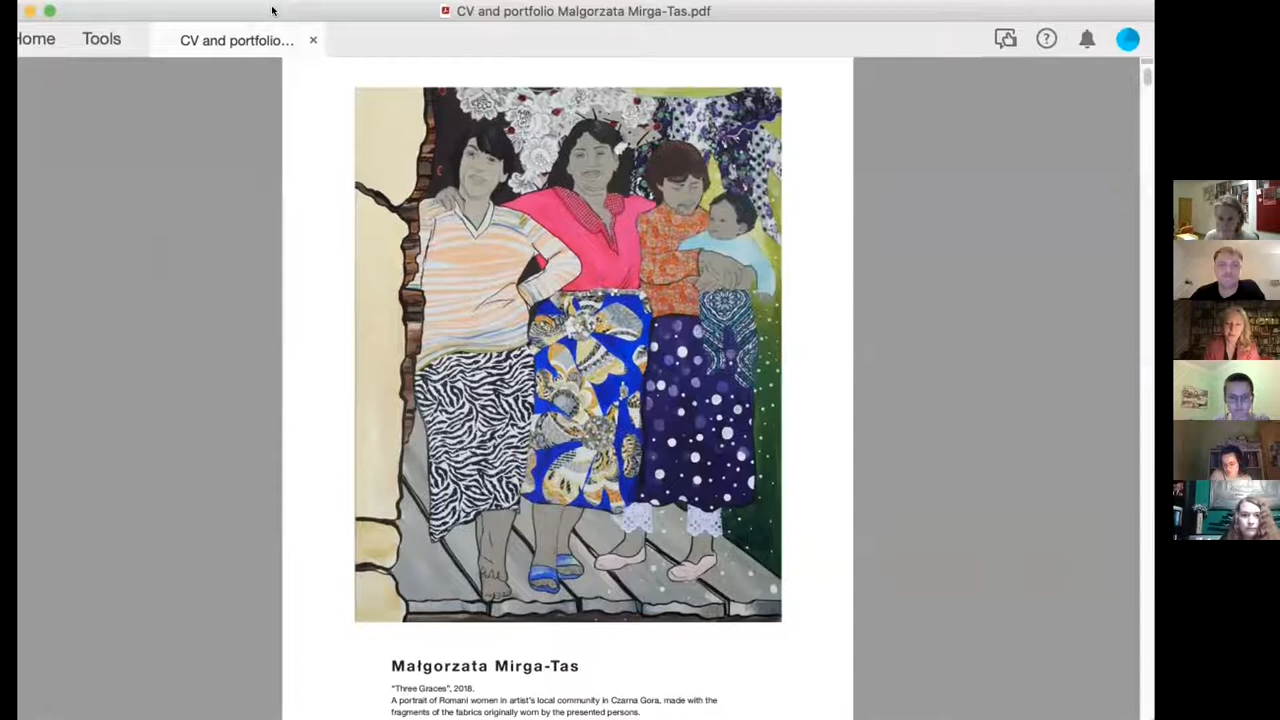 CV and portfolio Malgorzata Mirga-Tas.pdf
Home
Tools
CV and portfolio...
Małgorzata Mirga-Tas
"Three Graces", 2018.
A portrait of Romani women in artist's local community in Czarna Gora, made with the
fragments of the fabrics originally worn by the presented persons.